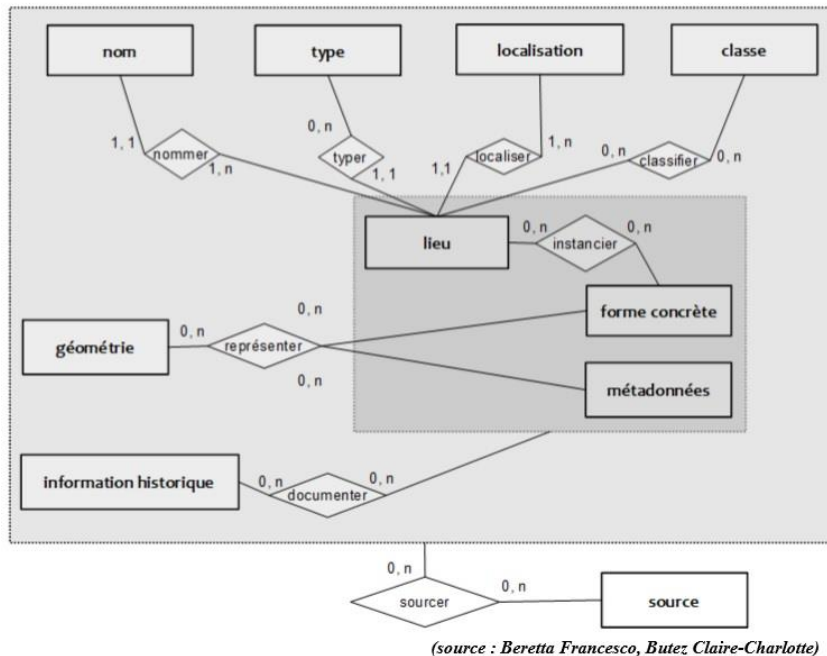 nom
type
localisation
classe
0, n
1, 1
nommer
1, n
typer
1, 1
1,1
localiser
1, n
0, n
classifier
0, n
lieu
0, n
instancier
0, n
forme concrète
géométrie
0, n
représenter
0, n
0, n
métadonnées
information historique
0, n
documenter
0, n
0, n
sourcer
0, n
source
(source : Beretta Francesco, Butez Claire-Charlotte)